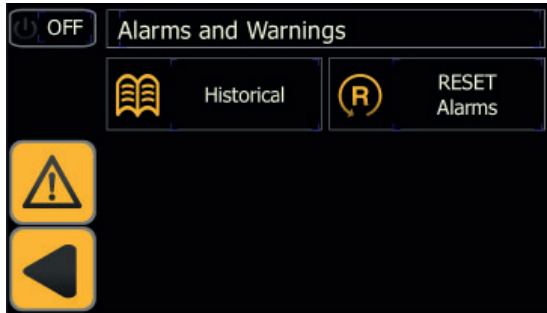 OFF
Alarms and Warnings
Historical
R
RESET
Alarms